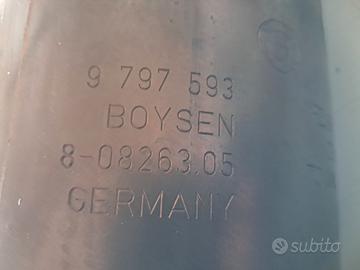 9 797 593
BOYSEN
8-08263.05
GERMANY
subito